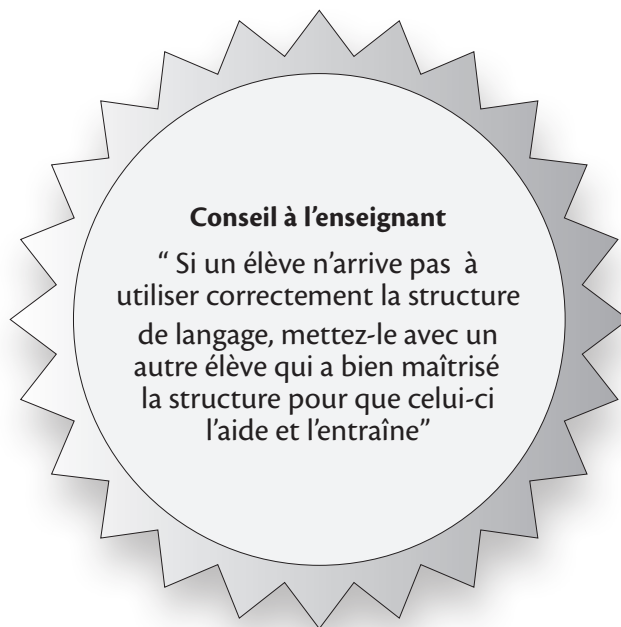 Conseil à l’enseignant
“ Si un élève n’arrive pas à
utiliser correctement la structure
de langage, mettez-le avec un
autre élève qui a bien maîtrisé
la structure pour que celui-ci
l’aide et l’entraîne”